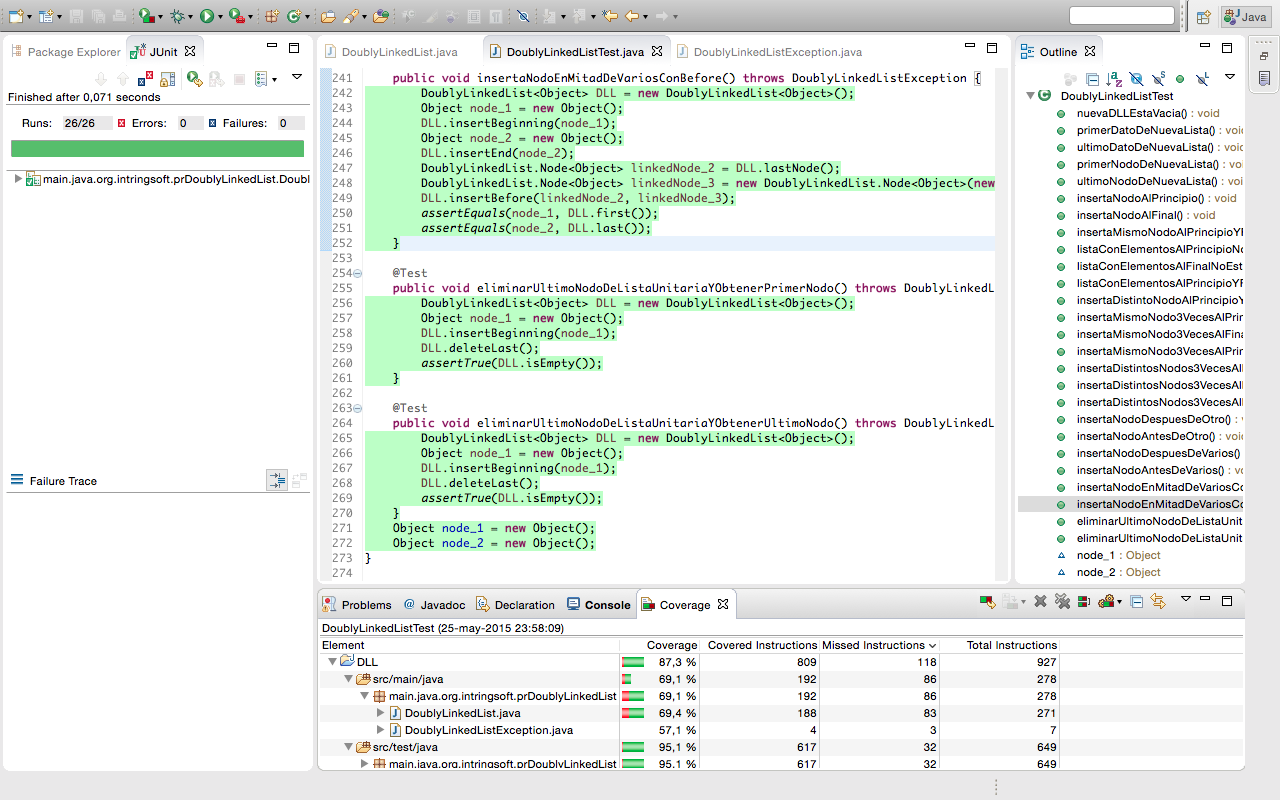 Java
Package Explorer
JUnit
Finished after 0,071 seconds
Runs: 26/26 Errors: 0 Failures: 0
main.java.org.intringsoft.prDoublyLinkedList.Doubl
Failure Trace
DoublyLinkedList.java
DoublyLinkedListTest.java
DoublyLinkedListException.java
241 public void insertaNodoEnMitadDeVariosConBefore() throws DoublyLinkedListException {
242 DoublyLinkedList<Object> DLL = new DoublyLinkedList<Object>();
243 Object node_1 = new Object();
244 DLL.insertBeginning(node_1);
245 Object node_2 = new Object();
246 DLL.insertEnd(node_2);
247 DoublyLinkedList.Node<Object> linkedNode_2 = DLL.lastNode();
248 DoublyLinkedList.Node<Object> linkedNode_3 = new DoublyLinkedList.Node<Object>(new
249 DLL.insertBefore(linkedNode_2, linkedNode_3);
250 assertEquals(node_1, DLL.first());
251 assertEquals(node_2, DLL.last());
252 }
253
254 @Test
255 public void eliminarUltimoNodoDeListaUnitariaYObtenerPrimerNodo() throws DoublyLinkedL
256 DoublyLinkedList<Object> DLL = new DoublyLinkedList<Object>();
257 Object node_1 = new Object();
258 DLL.insertBeginning(node_1);
259 DLL.deleteLast();
260 assertTrue(DLL.isEmpty());
261 }
262
263 @Test
264 public void eliminarUltimoNodoDeListaUnitariaYObtenerUltimoNodo() throws DoublyLinkedL
265 DoublyLinkedList<Object> DLL = new DoublyLinkedList<Object>();
266 Object node_1 = new Object();
267 DLL.insertBeginning(node_1);
268 DLL.deleteLast();
269 assertTrue(DLL.isEmpty());
270 }
271 Object node_1 = new Object();
272 Object node_2 = new Object();
273 }
274
Outline
DoublyLinkedListTest
nuevaDLLEstaVacia() : void
primerDatoDeNuevaLista() : voi
ultimoDatoDeNuevaLista() : voi
primerNodoDeNuevaLista() : vo
ultimoNodoDeNuevaLista() : vo
insertaNodoAlPrincipio() : void
insertaNodoAlFinal() : void
insertaMismoNodoAlPrincipioYF
listaConElementosAlPrincipioNo
listaConElementosAlFinalNoEst
listaConElementosAlPrincipioYF
insertaDistintoNodoAlPrincipioY
insertaMismoNodo3VecesAlPrin
insertaMismoNodo3VecesAlFina
insertaMismoNodo3VecesAlPrin
insertaDistintosNodos3VecesAlI
insertaDistintosNodos3VecesAlI
insertaDistintosNodos3VecesAlI
insertaNodoDespuesDeOtro() :
insertaNodoAntesDeOtro() : voi
insertaNodoDespuesDeVarios()
insertaNodoAntesDeVarios() : v
insertaNodoEnMitadDeVariosCo
insertaNodoEnMitadDeVariosCo
eliminarUltimoNodoDeListaUnit
eliminarUltimoNodoDeListaUnit
node_1 : Object
node_2 : Object
Problems @ Javadoc Declaration Console Coverage
DoublyLinkedListTest (25-may-2015 23:58:09)
Element Coverage Covered Instructions Missed Instructions Total Instructions
DLL 87,3 % 809 118 927
src/main/java 69,1 % 192 86 278
main.java.org.intringsoft.prDoublyLinkedList 69,1 % 192 86 278
DoublyLinkedList.java 69,4 % 188 83 271
DoublyLinkedListException.java 57,1 % 4 3 7
src/test/java 95,1 % 617 32 649
main.java.org.intringsoft.prDoublyLinkedList 95,1 % 617 32 649